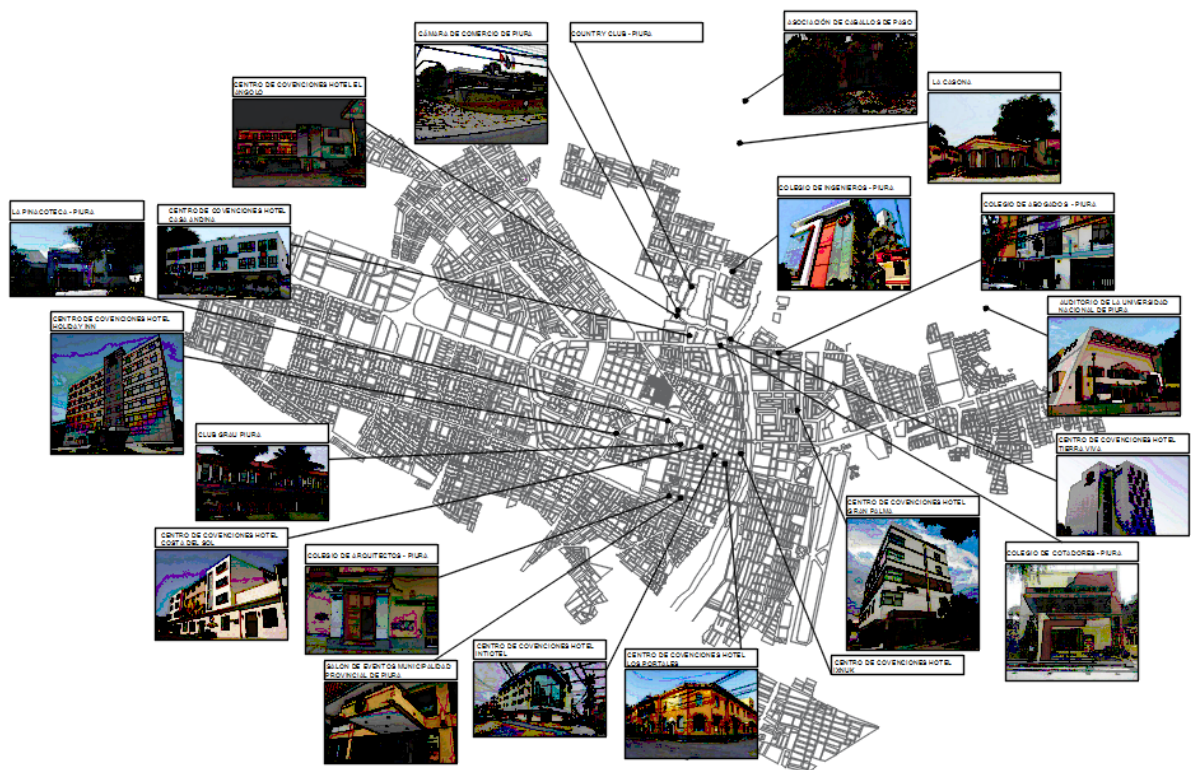 ASOCIACIÓN DE CABALLOS DE PASO
CÁMARA DE COMERCIO DE PIURA
COUNTRY CLUB - PIURA
CENTRO DE COVENCIONES HOTEL EL
ANGOLO
LA CASONA
COLEGIO DE INGENIEROS - PIURA
COLEGIO DE ABOGADOS - PIURA
LA PINACOTECA - PIURA
CENTRO DE COVENCIONES HOTEL
CASA ANDINA
AUDITORIO DE LA UNIVERSIDAD
NACIONAL DE PIURA
CENTRO DE COVENCIONES HOTEL
HOLIDAY INN
CLUB GRAU PIURA
CENTRO DE COVENCIONES HOTEL
TIERRA VIVA
CENTRO DE COVENCIONES HOTEL
GRAN PALMA
CENTRO DE COVENCIONES HOTEL
COSTA DEL SOL
COLEGIO DE ARQUITECTOS - PIURA
COLEGIO DE COTADORES - PIURA
CENTRO DE COVENCIONES HOTEL
INTIOTEL
CENTRO DE COVENCIONES HOTEL
LOS PORTALES
CENTRO DE COVENCIONES HOTEL
IXNUK
SALÓN DE EVENTOS MUNICIPALIDAD
PROVINCIAL DE PIURA